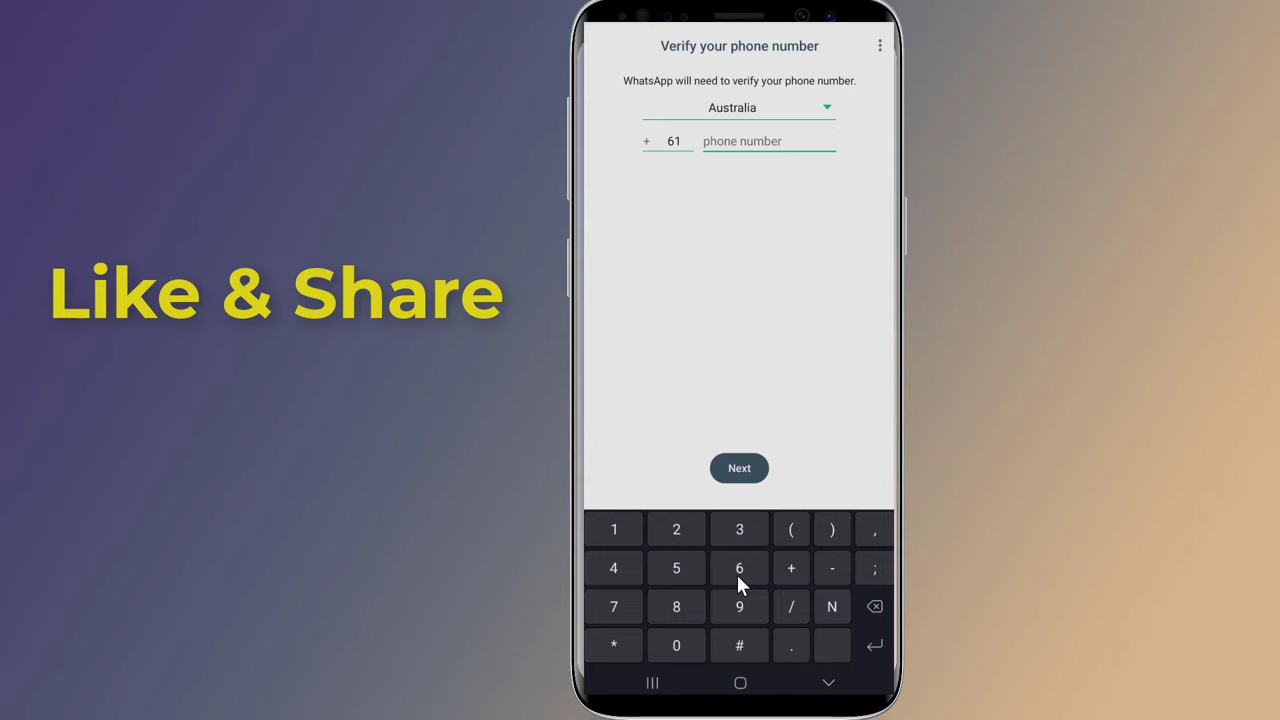 Verify your phone number
WhatsApp will need to verify your phone number.
Australia
+ 61 phone number
Like & Share
Next
1 2 3 ( ) ,
4 5 6 + - ;
7 8 9 / N
* 0 # .